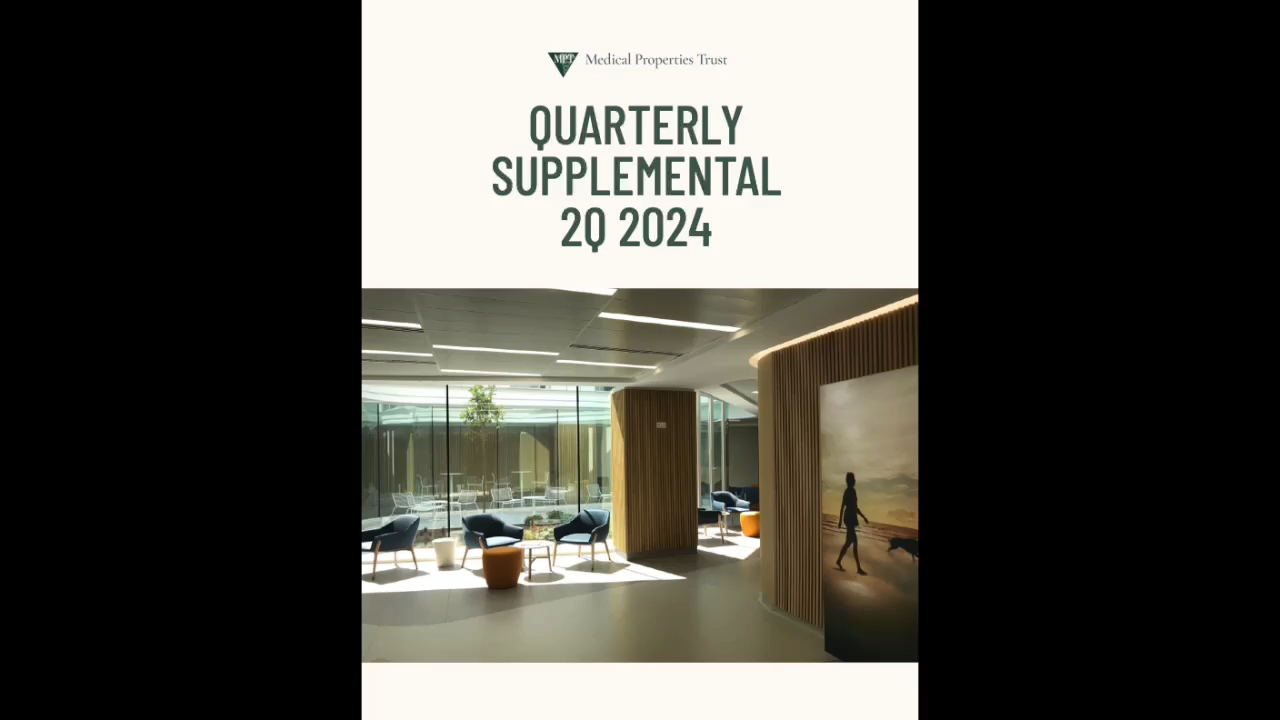 MPT Medical Properties Trust
QUARTERLY
SUPPLEMENTAL
2Q 2024